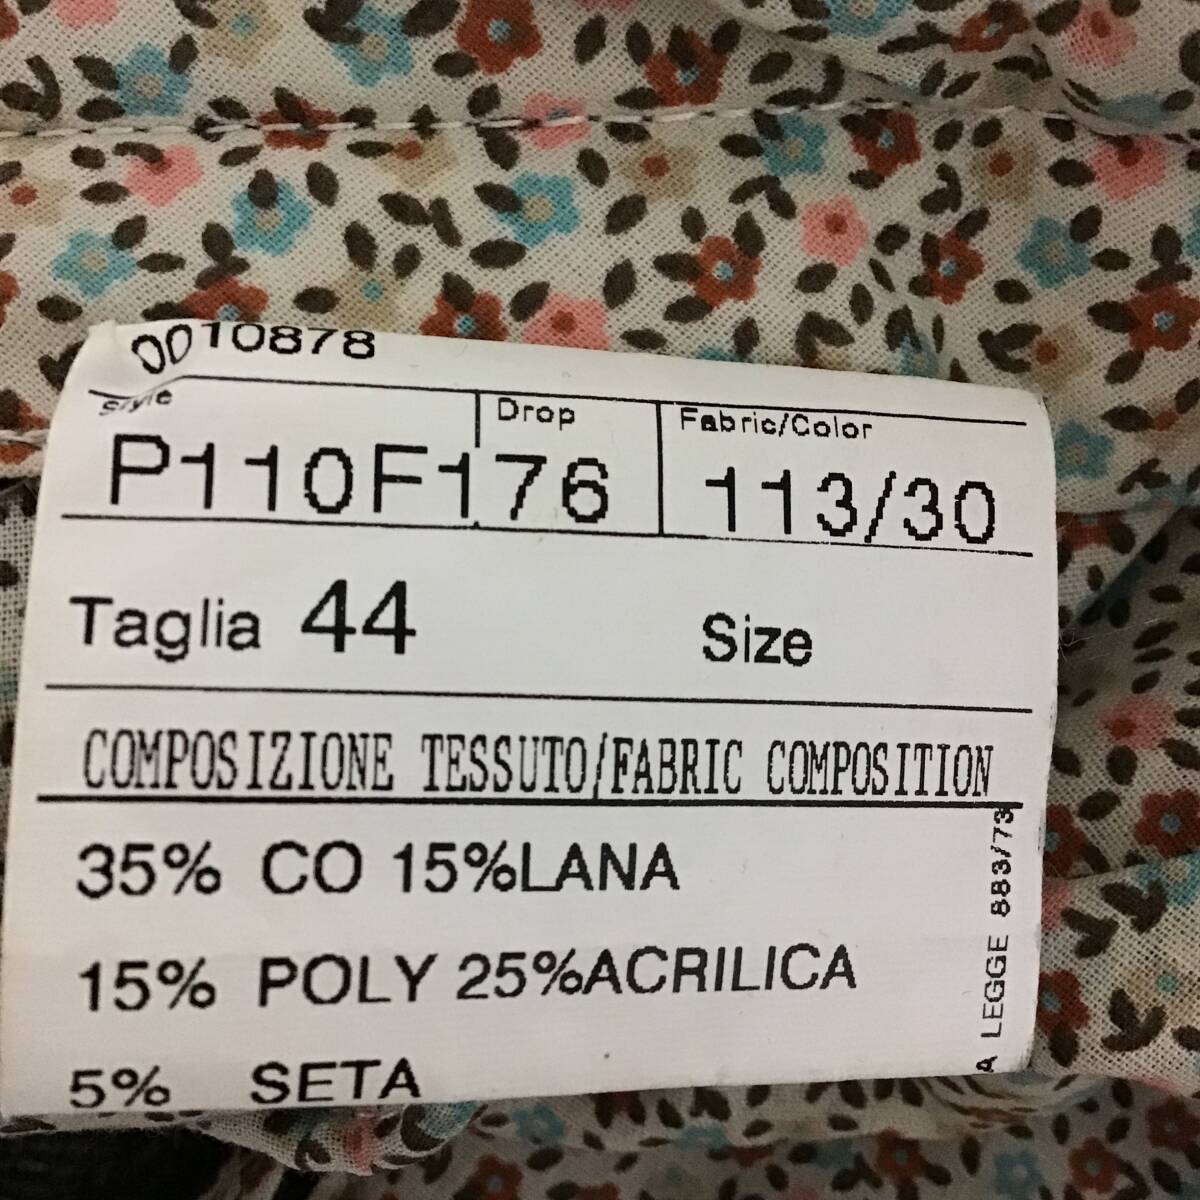 0010878
Style Drop Fabric/Color
P110F176 113/30
Taglia 44 Size
COMPOSIZIONE TESSUTO/FABRIC COMPOSITION
35% CO 15%LANA
15% POLY 25%ACRILICA
5% SETA
A LEGGE 883/73